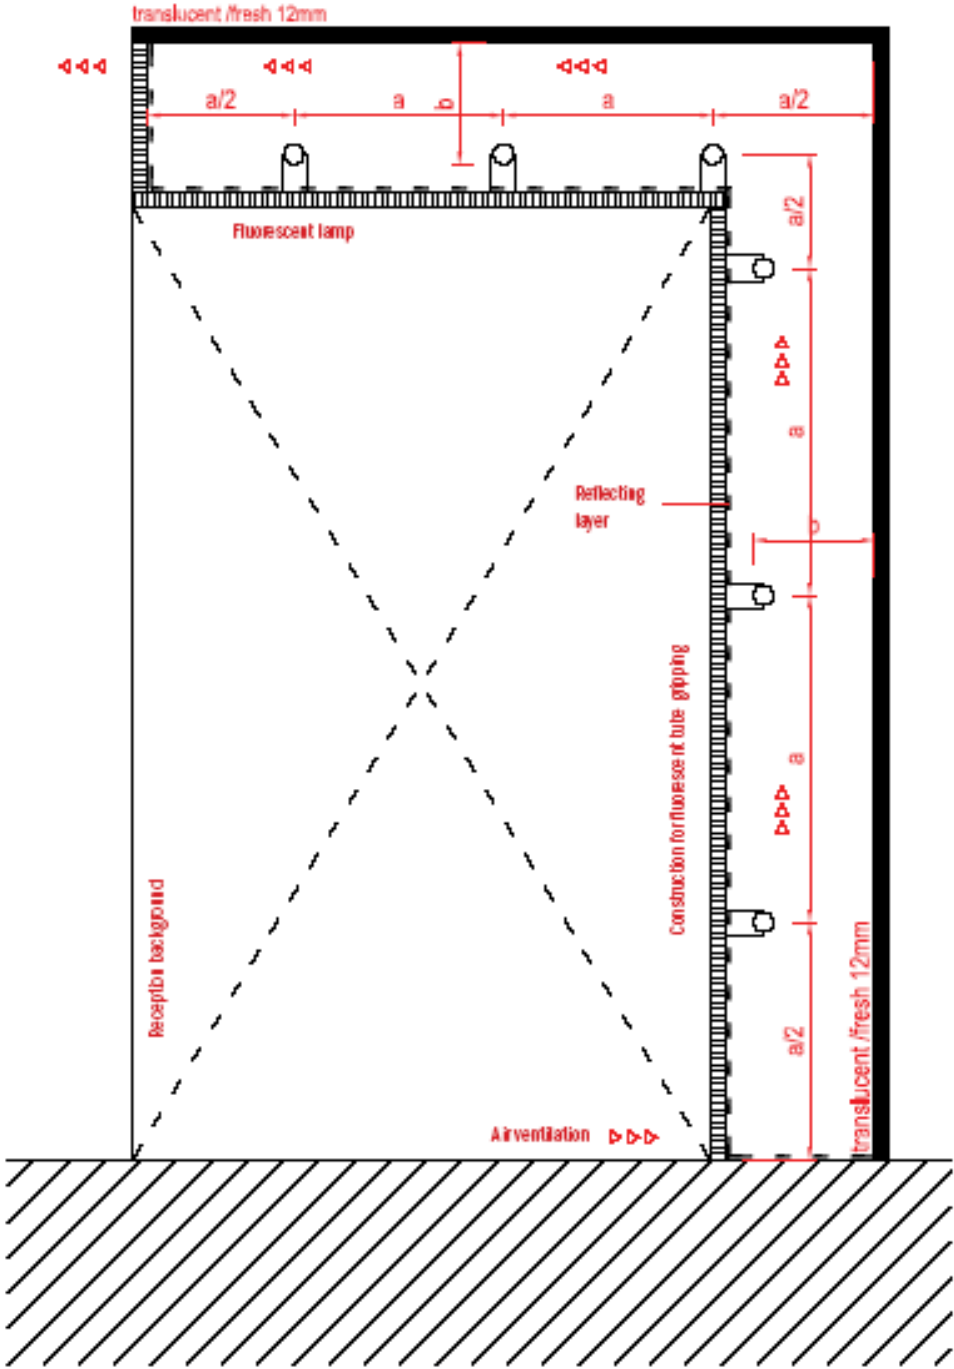 translucent /fresh 12mm
a/2
a
b
a
a/2
a/2
Fluorescent lamp
a
Reflecting
layer
b
Construction for fluorescent tube gripping
a
Reception background
translucent /fresh 12mm
a/2
Air ventilation